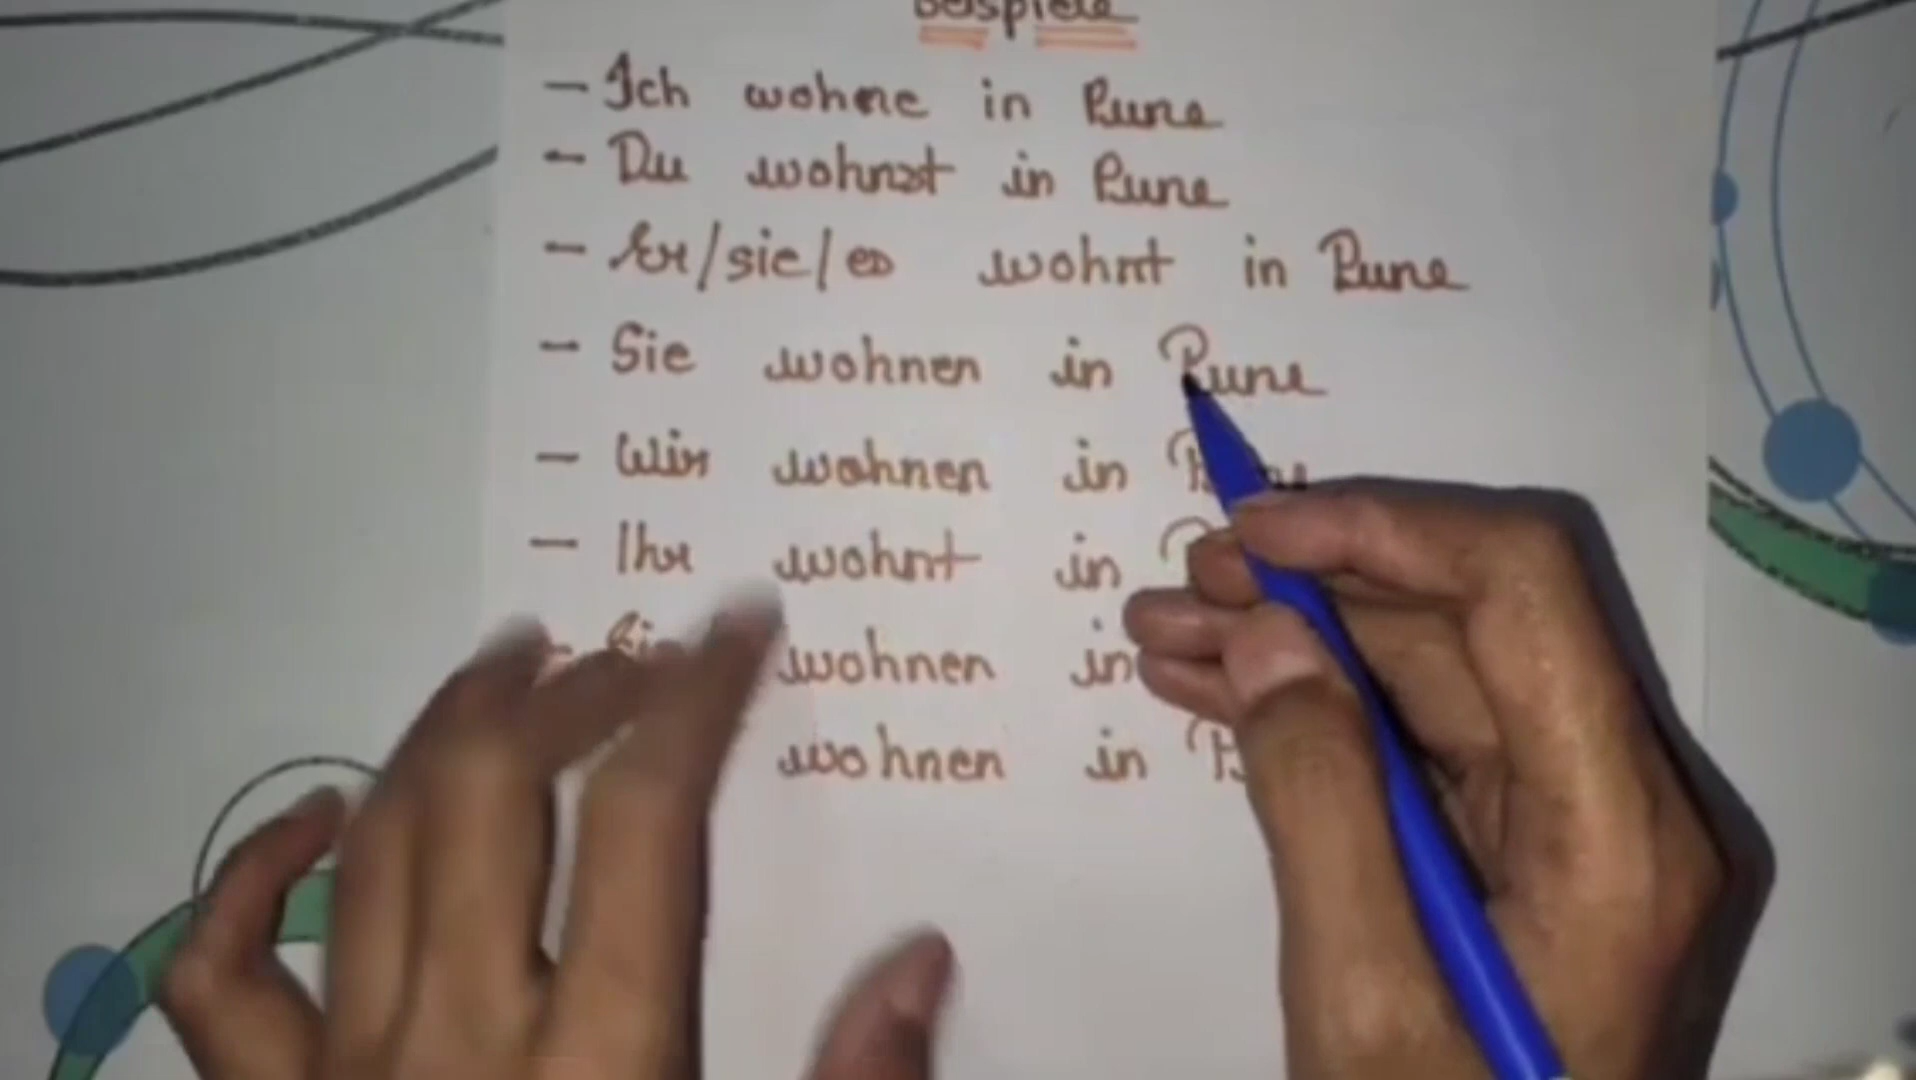 Beispiele
- Ich wohne in Pune
- Du wohnst in Pune
- Er/sie/es wohnt in Pune
- Sie wohnen in Pune
- Wir wohnen in
- Ihr wohnt in
- wohnen in
wohnen in